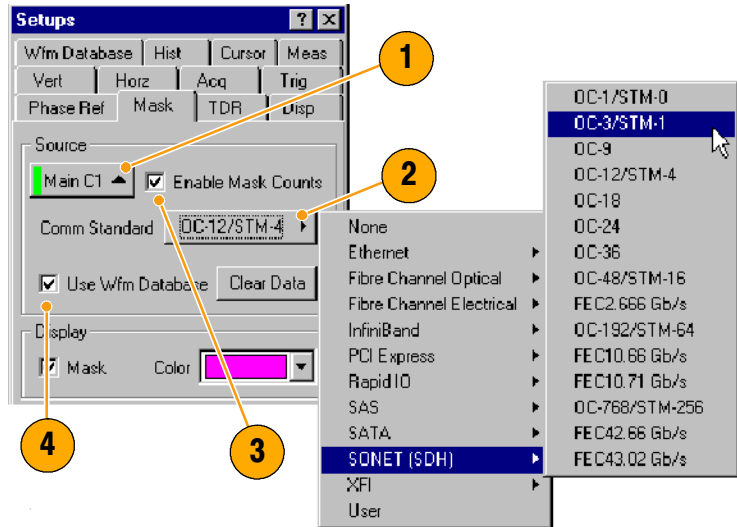 Setups
Wfm Database Hist Cursor Meas
Vert Horz Acq Trig
Phase Ref Mask TDR Disp
Source
Main C1 Enable Mask Counts
Comm Standard OC-12/STM-4
Use Wfm Database Clear Data
Display
Mask Color
1
2
3
4
None
Ethernet
Fibre Channel Optical
Fibre Channel Electrical
InfiniBand
PCI Express
Rapid IO
SAS
SATA
SONET (SDH)
XFI
User
OC-1/STM-0
OC-3/STM-1
OC-9
OC-12/STM-4
OC-18
OC-24
OC-36
OC-48/STM-16
FEC2.666 Gb/s
OC-192/STM-64
FEC10.66 Gb/s
FEC10.71 Gb/s
OC-768/STM-256
FEC42.66 Gb/s
FEC43.02 Gb/s